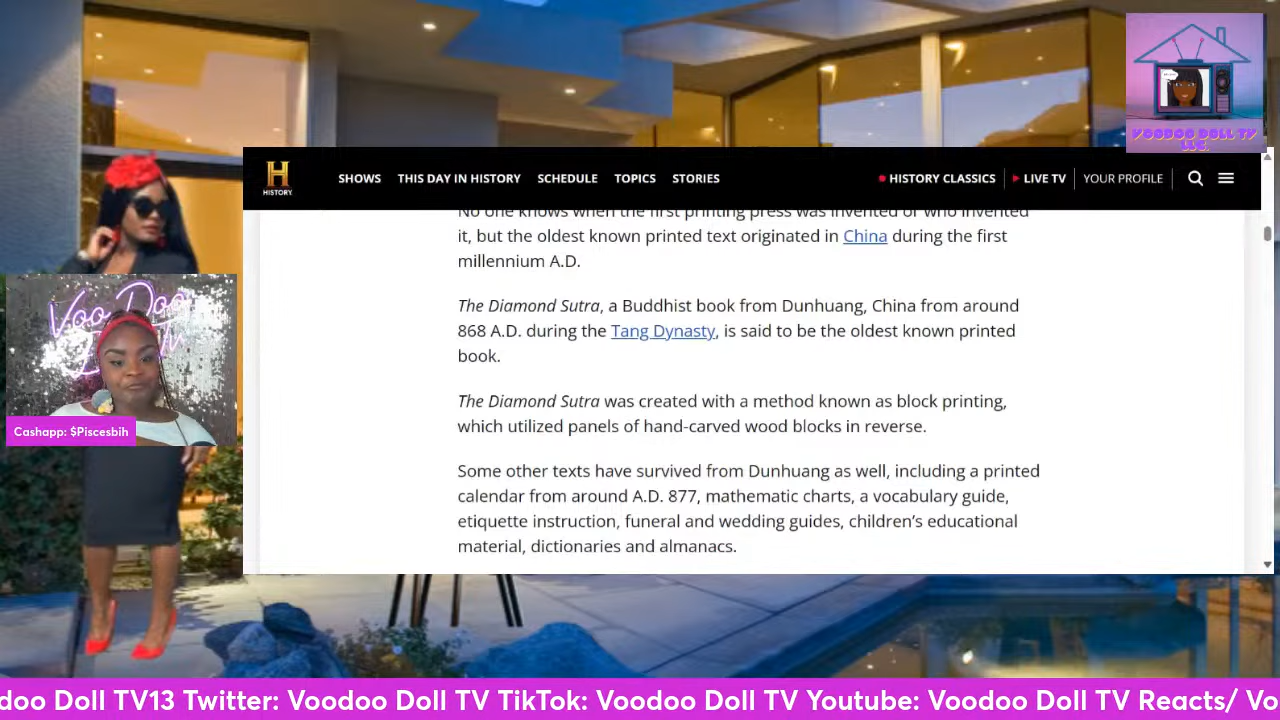 VOODOO DOLL TV
LLC.
H
HISTORY
SHOWS THIS DAY IN HISTORY SCHEDULE TOPICS STORIES HISTORY CLASSICS LIVE TV YOUR PROFILE
No one knows when the first printing press was invented or who invented
it, but the oldest known printed text originated in China during the first
millennium A.D.
The Diamond Sutra, a Buddhist book from Dunhuang, China from around
868 A.D. during the Tang Dynasty, is said to be the oldest known printed
book.
The Diamond Sutra was created with a method known as block printing,
which utilized panels of hand-carved wood blocks in reverse.
Some other texts have survived from Dunhuang as well, including a printed
calendar from around A.D. 877, mathematic charts, a vocabulary guide,
etiquette instruction, funeral and wedding guides, children’s educational
material, dictionaries and almanacs.
Voo Doo
Cashapp: $Piscesbih
doo Doll TV13 Twitter: Voodoo Doll TV TikTok: Voodoo Doll TV Youtube: Voodoo Doll TV Reacts/ Vo